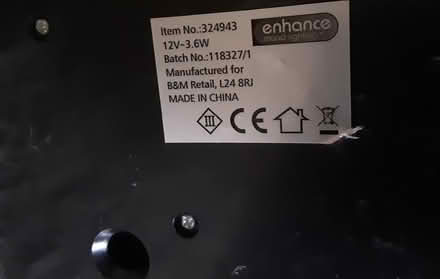 Item No.:324943
enhance
mood lighting
12V~3.6W
Batch No.:118327/1
Manufactured for
B&M Retail, L24 8RJ
MADE IN CHINA
III CE